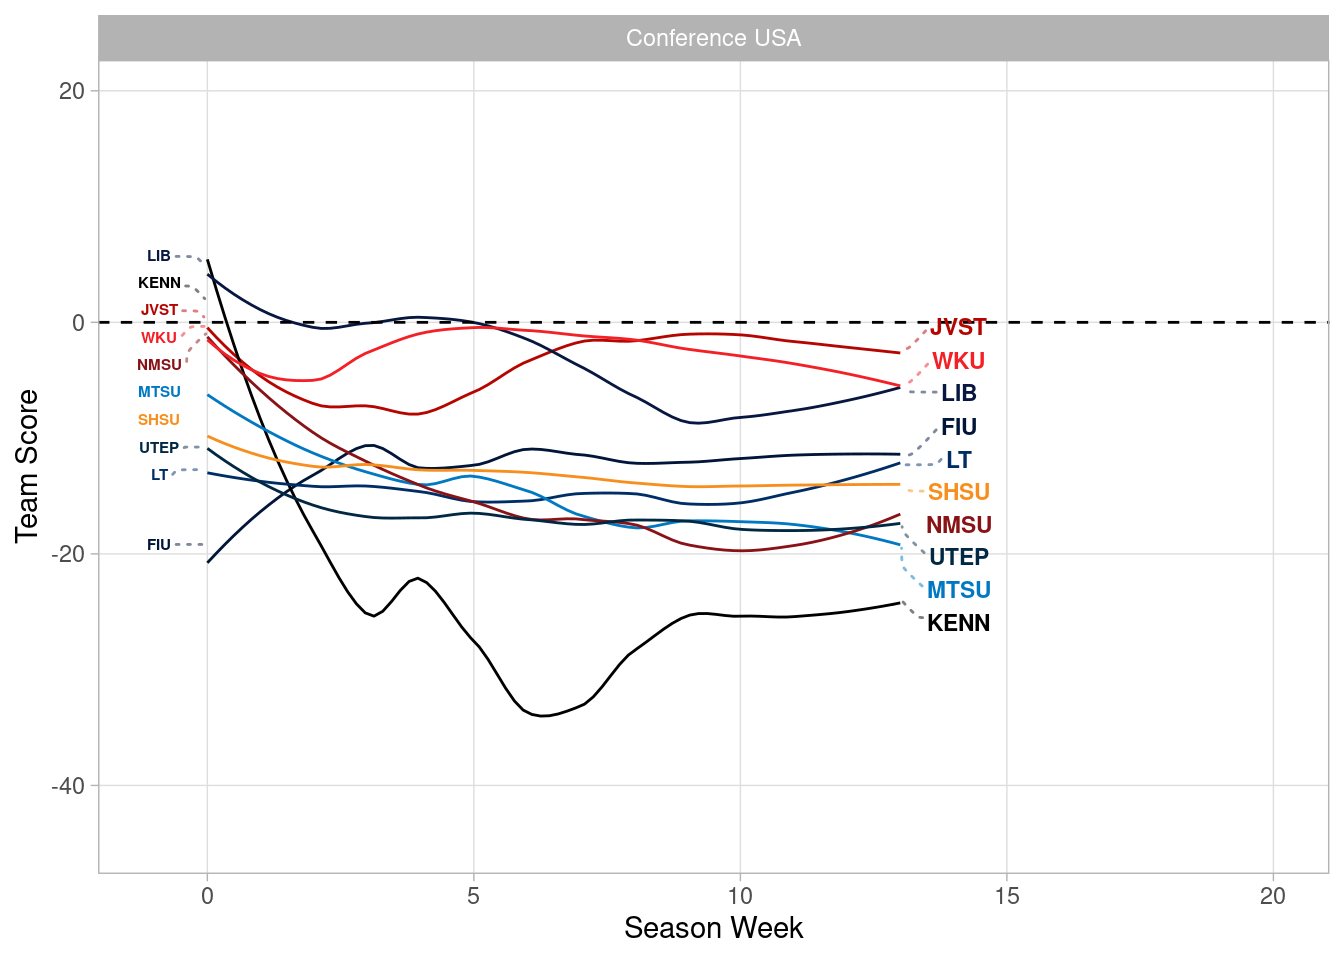 Conference USA
Team Score
20
0
-20
-40
LIB
KENN
JVST
WKU
NMSU
MTSU
SHSU
UTEP
LT
FIU
JVST
WKU
LIB
FIU
LT
SHSU
NMSU
UTEP
MTSU
KENN
0 5 10 15 20
Season Week